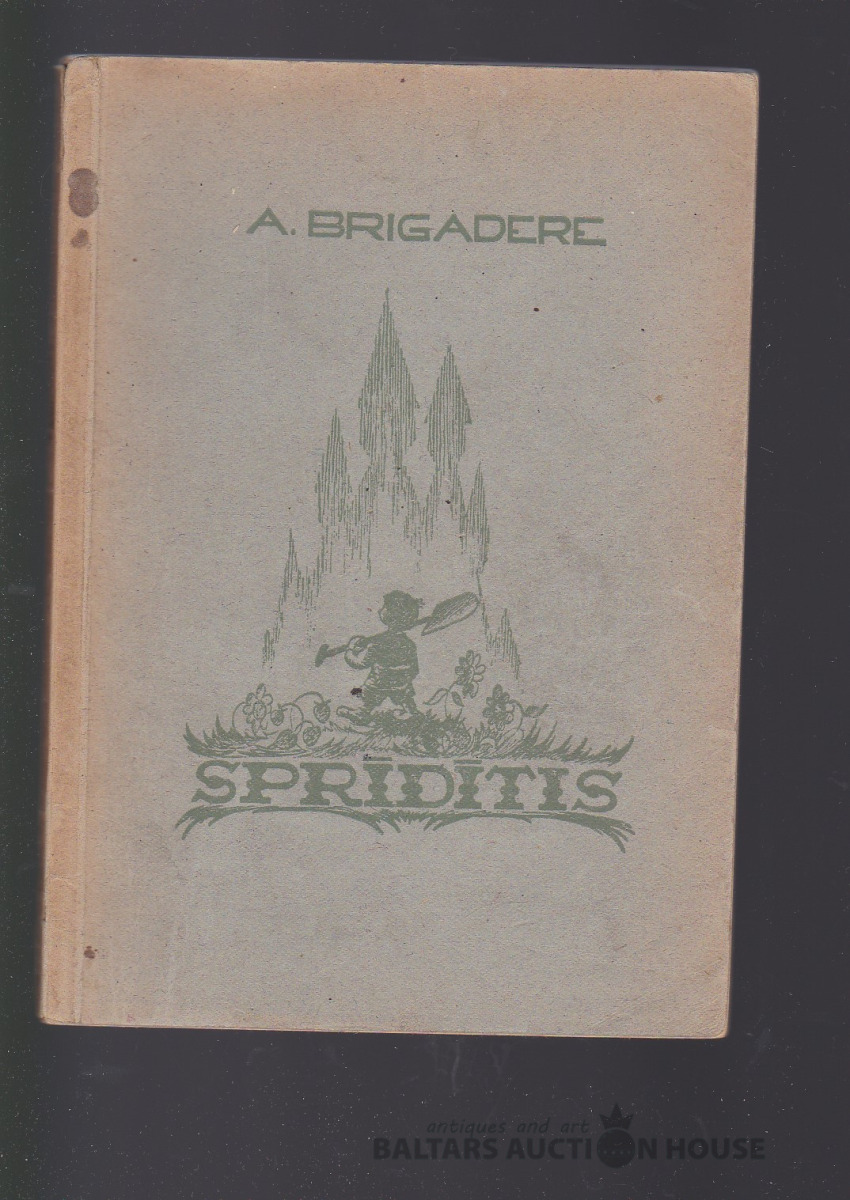 A. BRIGADERE
SPRĪDĪTIS
antiques and art
BALTARS AUCTION HOUSE